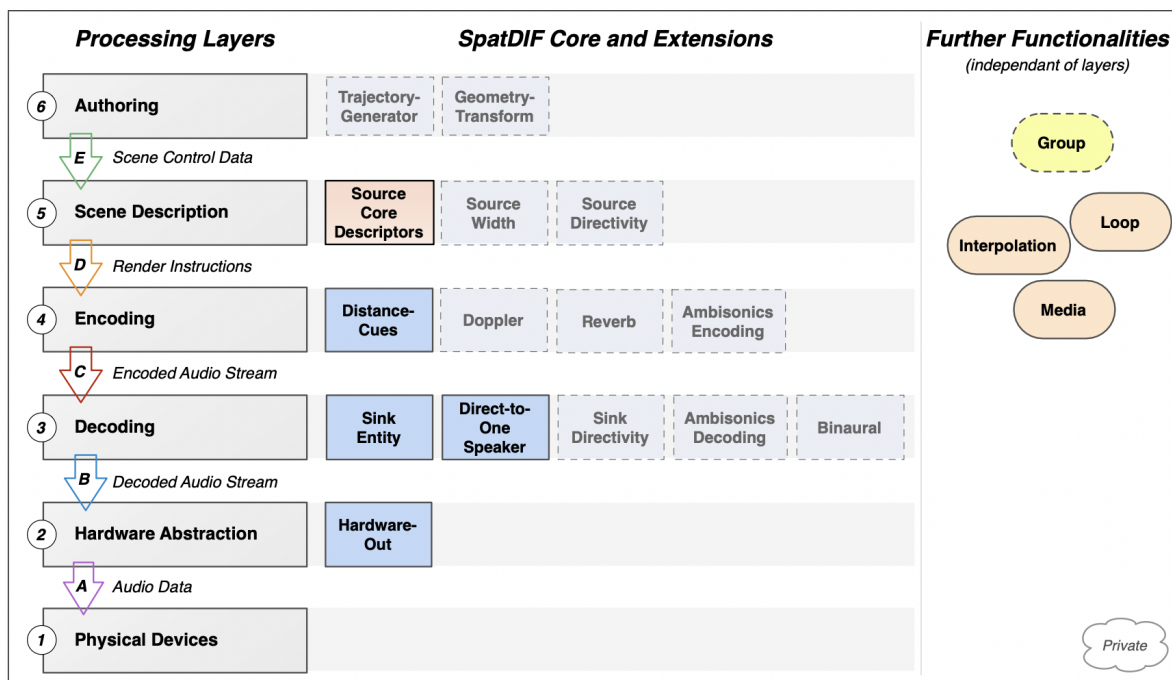 Processing Layers
SpatDIF Core and Extensions
Further Functionalities
(independant of layers)
6
Authoring
Trajectory-
Generator
Geometry-
Transform
E
Scene Control Data
5
Scene Description
Source
Core
Descriptors
Source
Width
Source
Directivity
D
Render Instructions
4
Encoding
Distance-
Cues
Doppler
Reverb
Ambisonics
Encoding
C
Encoded Audio Stream
3
Decoding
Sink
Entity
Direct-to-
One
Speaker
Sink
Directivity
Ambisonics
Decoding
Binaural
B
Decoded Audio Stream
2
Hardware Abstraction
Hardware-
Out
A
Audio Data
1
Physical Devices
Group
Loop
Interpolation
Media
Private